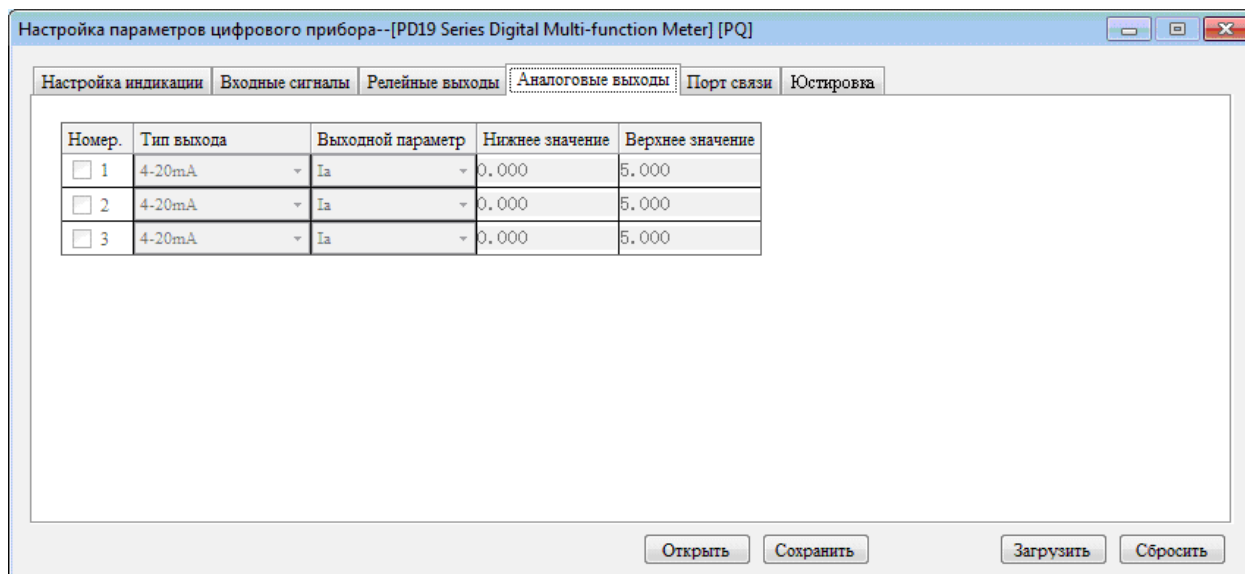 Настройка параметров цифрового прибора--[PD19 Series Digital Multi-function Meter] [PQ]
Настройка индикации Входные сигналы Релейные выходы Аналоговые выходы Порт связи Юстировка
Номер. Тип выхода Выходной параметр Нижнее значение Верхнее значение
1 4-20mA Ia 0.000 5.000
2 4-20mA Ia 0.000 5.000
3 4-20mA Ia 0.000 5.000
Открыть Сохранить Загрузить Сбросить